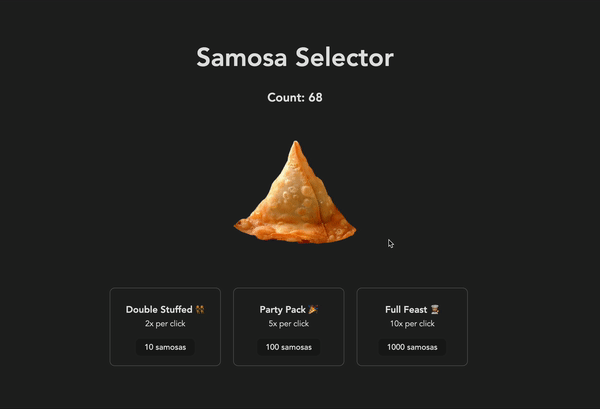 Samosa Selector
Count: 68
Double Stuffed 👯
2x per click
10 samosas
Party Pack 🎉
5x per click
100 samosas
Full Feast 👩🏽‍🍳
10x per click
1000 samosas